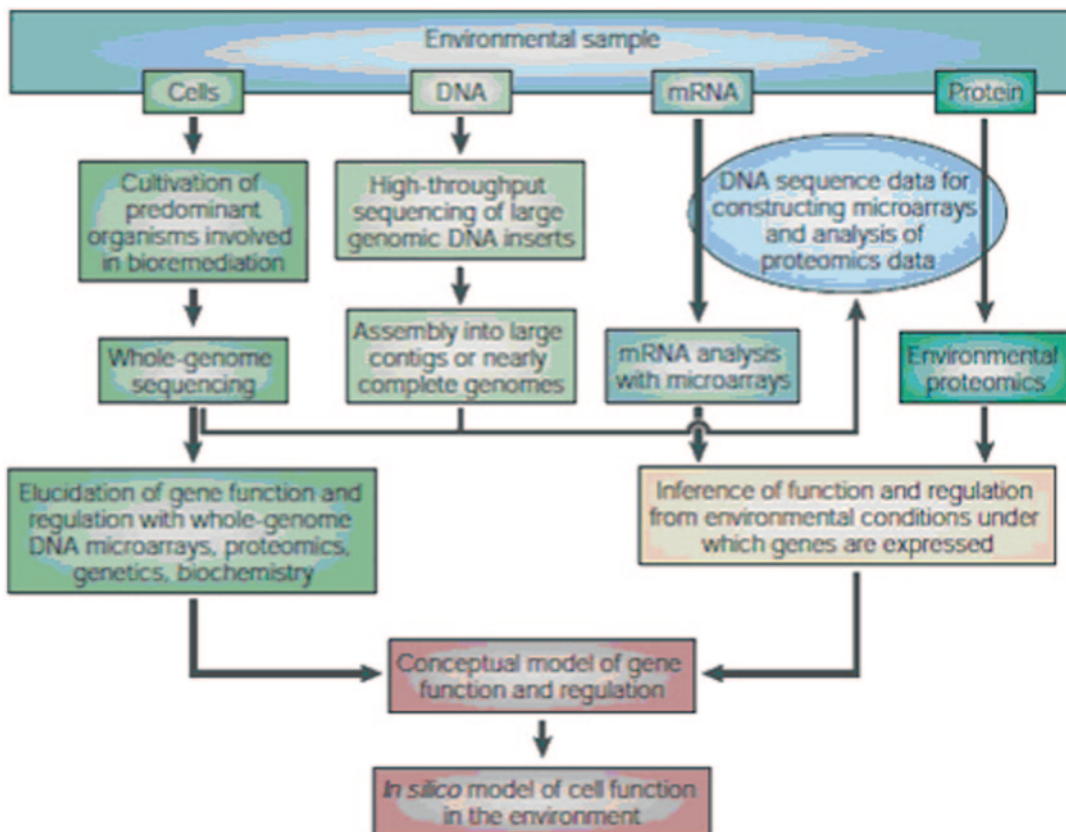 Environmental sample
Cells
DNA
mRNA
Protein
Cultivation of
predominant
organisms involved
in bioremediation
High-throughput
sequencing of large
genomic DNA inserts
DNA sequence data for
constructing microarrays
and analysis of
proteomics data
Whole-genome
sequencing
Assembly into large
contigs or nearly
complete genomes
mRNA analysis
with microarrays
Environmental
proteomics
Elucidation of gene function and
regulation with whole-genome
DNA microarrays, proteomics,
genetics, biochemistry
Inference of function and regulation
from environmental conditions under
which genes are expressed
Conceptual model of gene
function and regulation
In silico model of cell function
in the environment